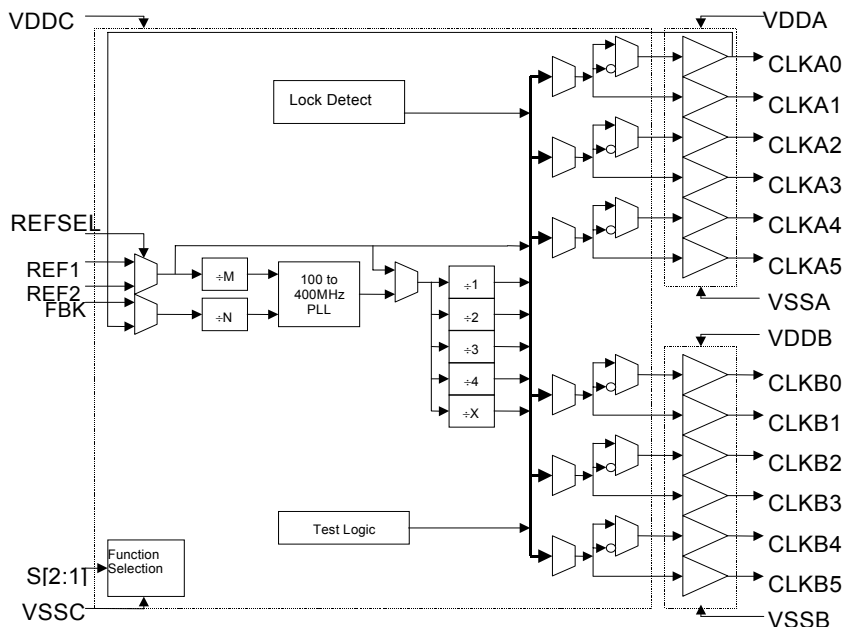 VDDC
VDDA
CLKA0
Lock Detect
CLKA1
CLKA2
CLKA3
REFSEL
CLKA4
REF1
÷M
100 to
400MHz
PLL
÷1
CLKA5
REF2
FBK
÷N
÷2
VSSA
÷3
VDDB
÷4
CLKB0
÷X
CLKB1
CLKB2
CLKB3
Test Logic
CLKB4
Function
Selection
S[2:1]
CLKB5
VSSC
VSSB